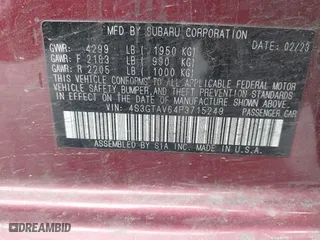 MFD BY SUBARU CORPORATION
GVWR: 4299 LB (1950 KG) DATE: 02/23
GAWR: F 2183 LB ( 990 KG)
GAWR: R 2205 LB (1000 KG)
THIS VEHICLE CONFORMS TO ALL APPLICABLE FEDERAL MOTOR
VEHICLE SAFETY, BUMPER, AND THEFT PREVENTION STANDARDS
IN EFFECT ON THE DATE OF MANUFACTURE SHOWN ABOVE.
VIN: 4S3GTAV64P3715249 PASSENGER CAR
ASSEMBLED BY SIA, INC. IN U.S.A.